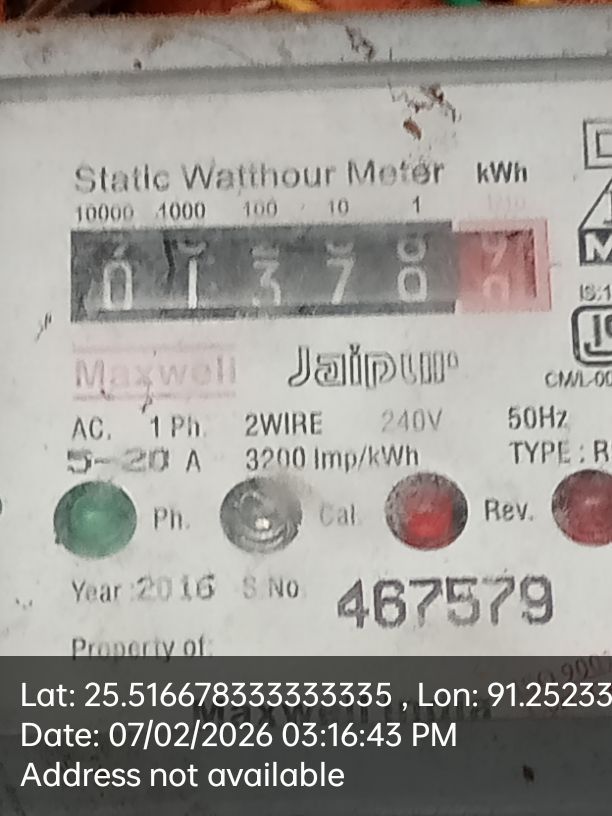 Static Watthour Meter kWh
10000 1000 100 10 1 1/10
0 1 3 7 0
Maxwell Jaipur
AC. 1 Ph. 2WIRE 240V 50Hz
5-20 A 3200 Imp/kWh TYPE : R
Ph. Cal. Rev.
Year :2016 S.No. 467579
Property of:
Lat: 25.516678333333335 , Lon: 91.25233
Date: 07/02/2026 03:16:43 PM
Address not available